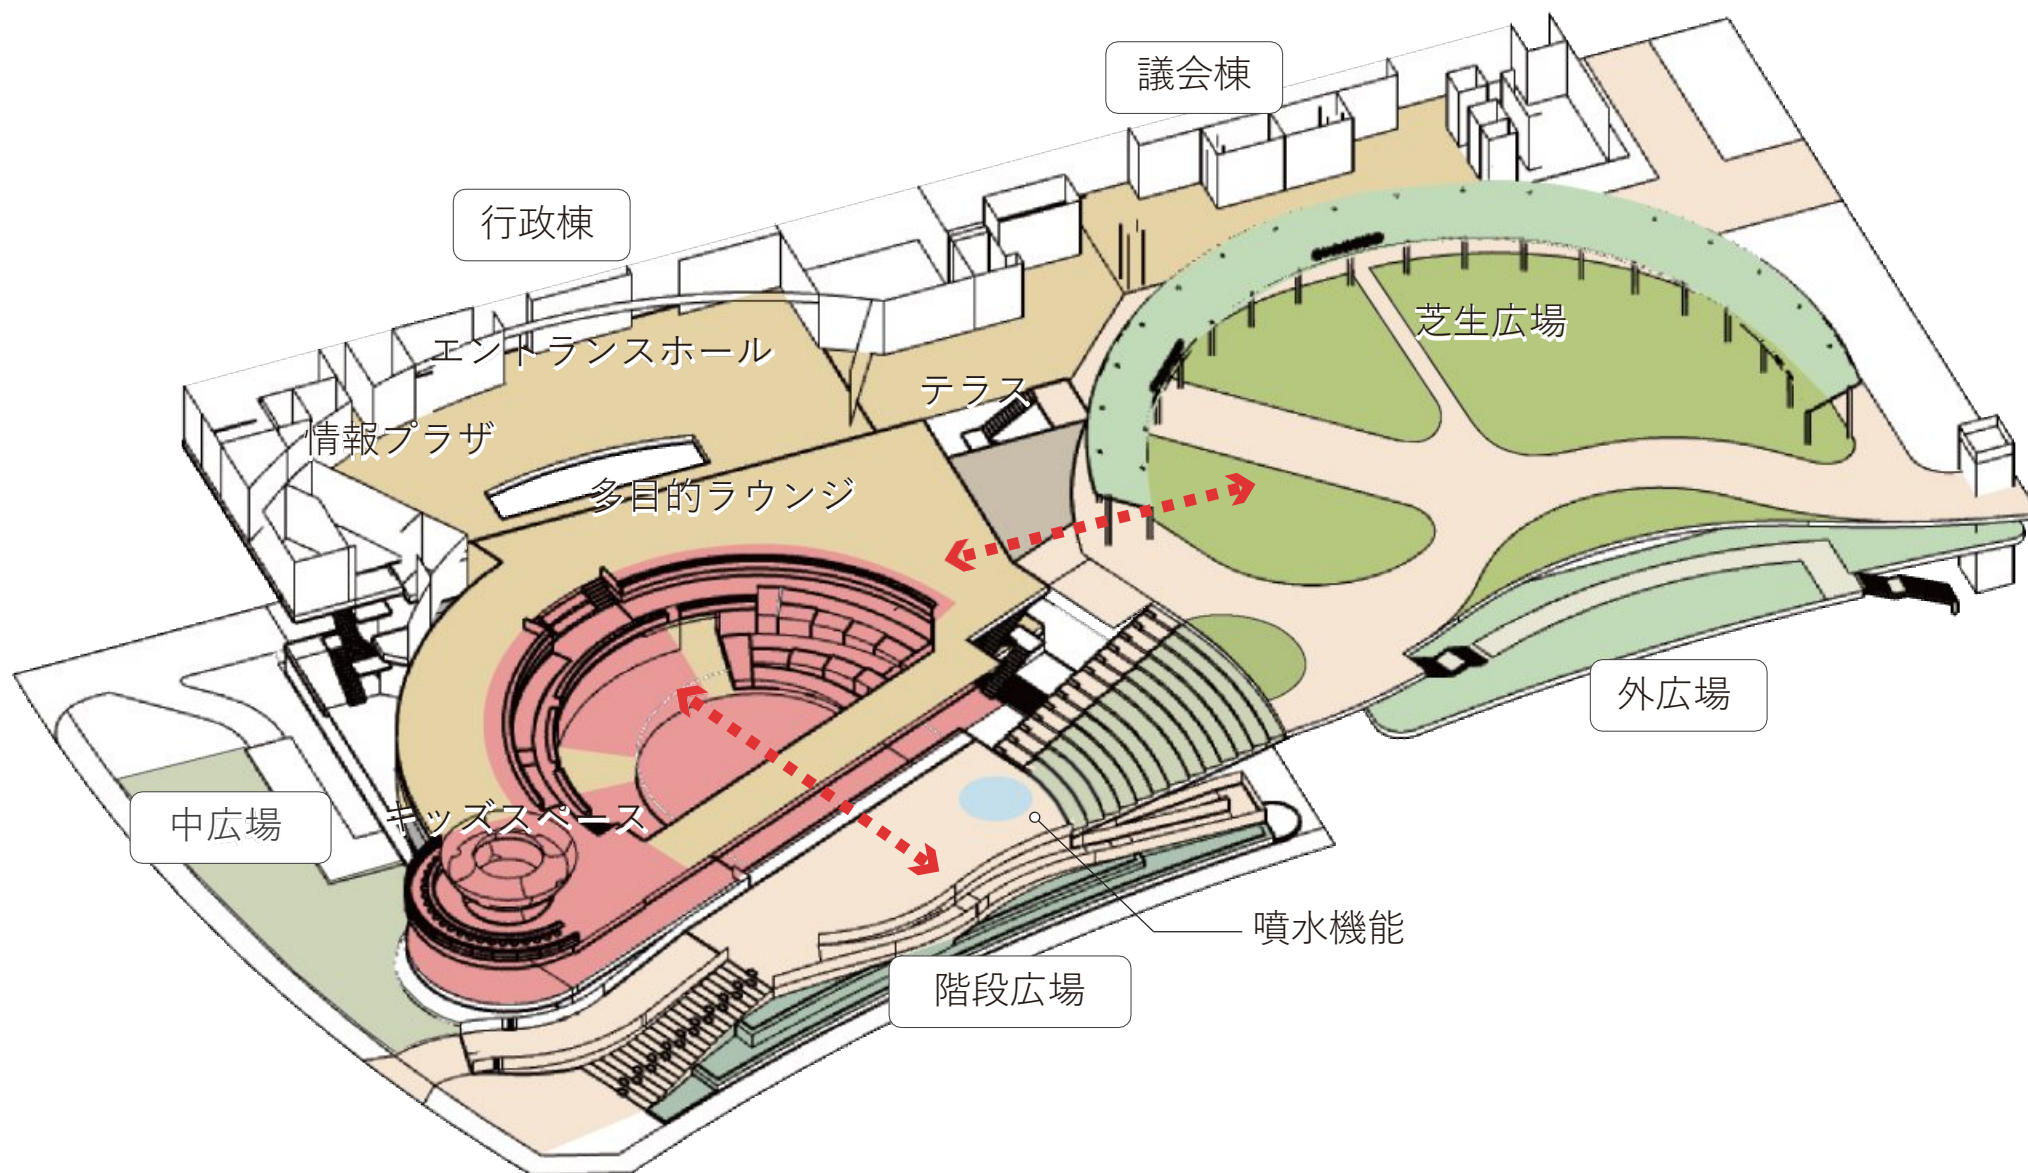 議会棟
行政棟
芝生広場
エントランスホール
テラス
情報プラザ
多目的ラウンジ
外広場
中広場
キッズスペース
噴水機能
階段広場